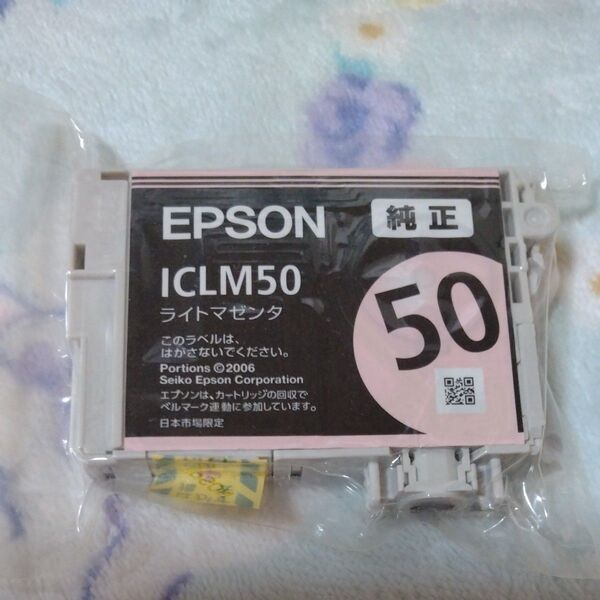 EPSON 純正
ICLM50
ライトマゼンタ
50
このラベルは、
はがさないでください。
Portions ©2006
Seiko Epson Corporation
エプソンは、カートリッジの回収で
ベルマーク運動に参加しています。
日本市場限定